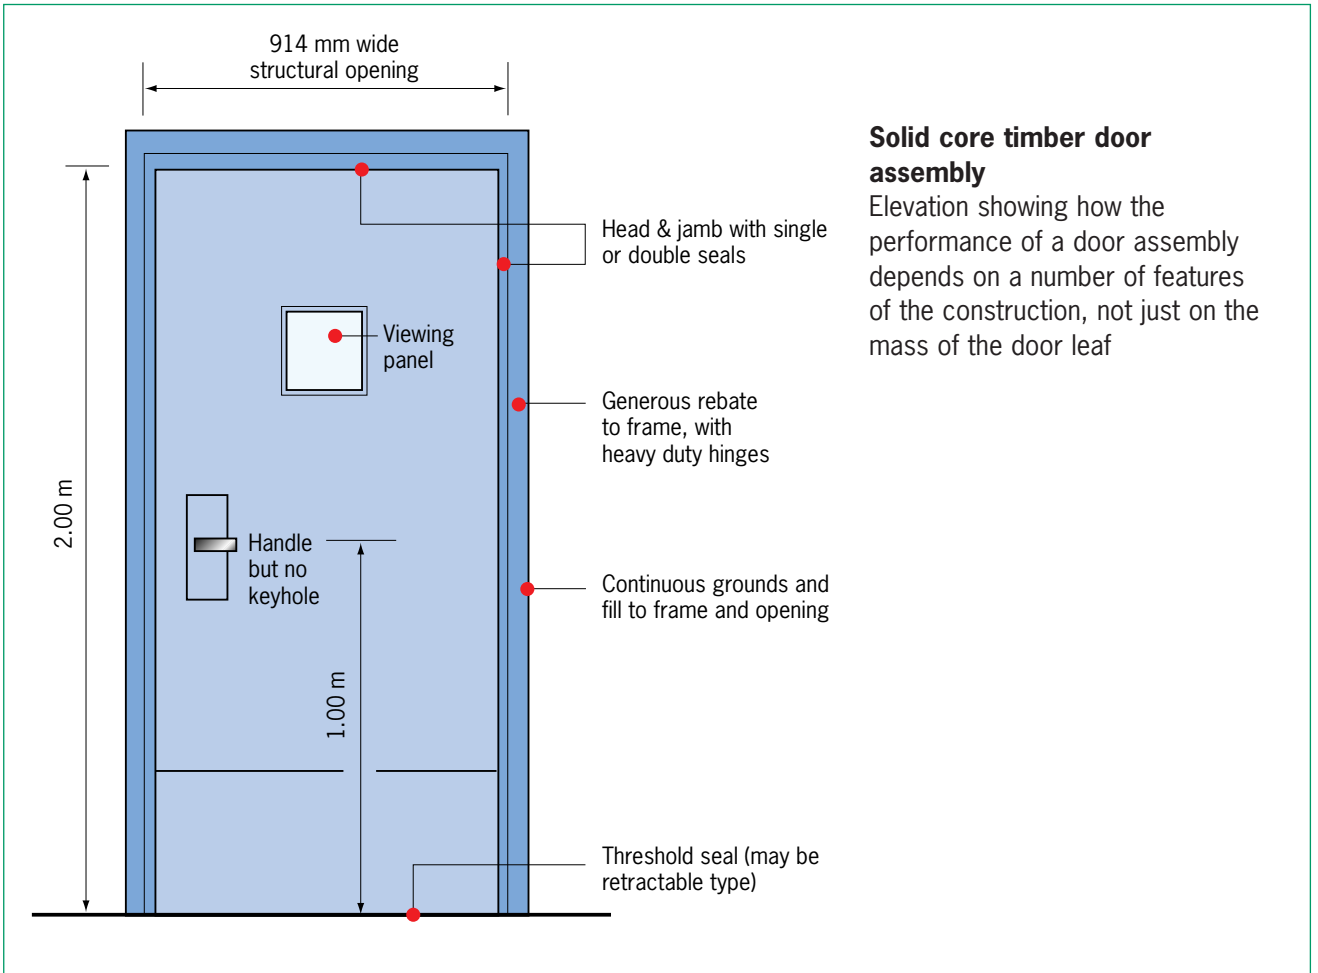 914 mm wide
structural opening
Solid core timber door
assembly
Elevation showing how the
performance of a door assembly
depends on a number of features
of the construction, not just on the
mass of the door leaf
Head & jamb with single
or double seals
Viewing
panel
Generous rebate
to frame, with
heavy duty hinges
2.00 m
Handle
but no
keyhole
Continuous grounds and
fill to frame and opening
1.00 m
Threshold seal (may be
retractable type)